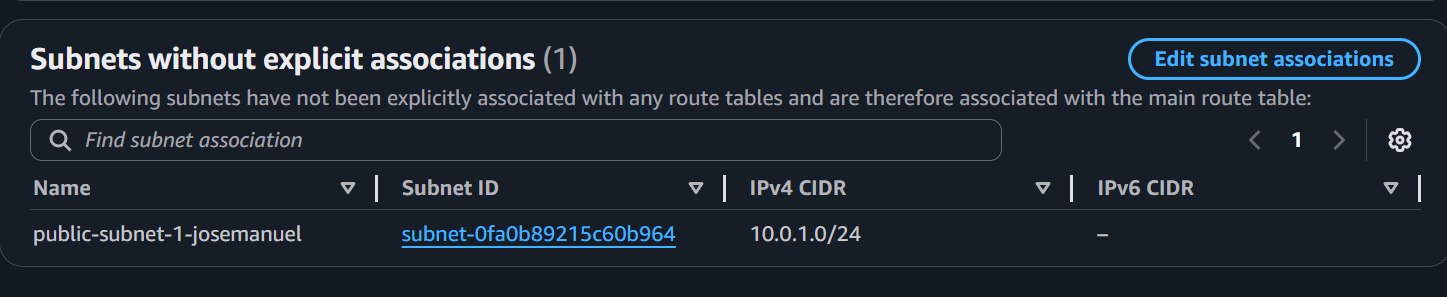 Subnets without explicit associations (1)
Edit subnet associations
The following subnets have not been explicitly associated with any route tables and are therefore associated with the main route table:
Find subnet association
1
Name
Subnet ID
IPv4 CIDR
IPv6 CIDR
public-subnet-1-josemanuel
subnet-0fa0b89215c60b964
10.0.1.0/24
–